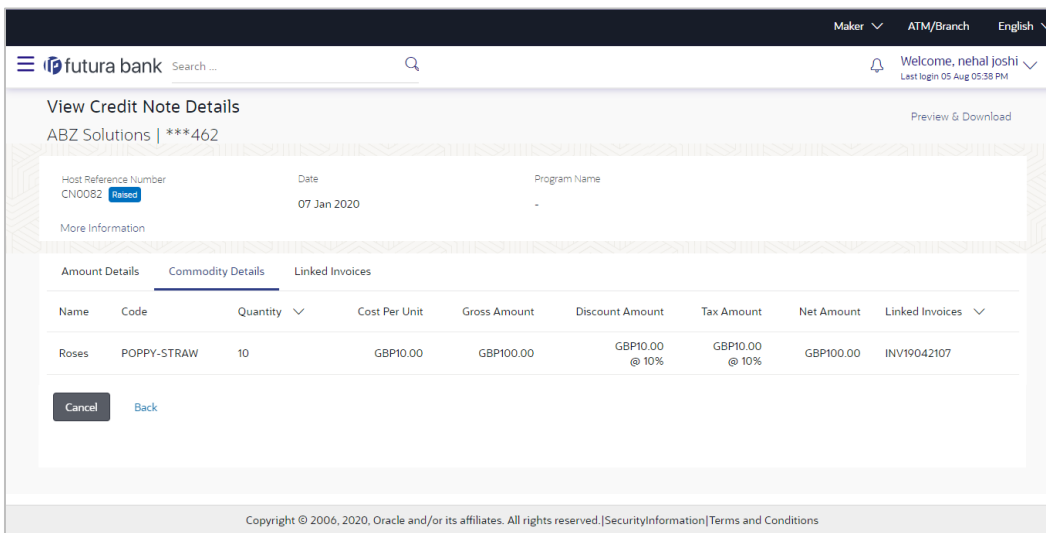 Maker ATM/Branch English
futura bank Search ... Welcome, nehal joshi
Last login 05 Aug 05:38 PM
View Credit Note Details
Preview & Download
ABZ Solutions | ***462
Host Reference Number Date Program Name
CN0082 Raised 07 Jan 2020 -
More Information
Amount Details Commodity Details Linked Invoices
Name Code Quantity Cost Per Unit Gross Amount Discount Amount Tax Amount Net Amount Linked Invoices
Roses POPPY-STRAW 10 GBP10.00 GBP100.00 GBP10.00 @ 10% GBP10.00 @ 10% GBP100.00 INV19042107
Cancel Back
Copyright © 2006, 2020, Oracle and/or its affiliates. All rights reserved.|SecurityInformation|Terms and Conditions